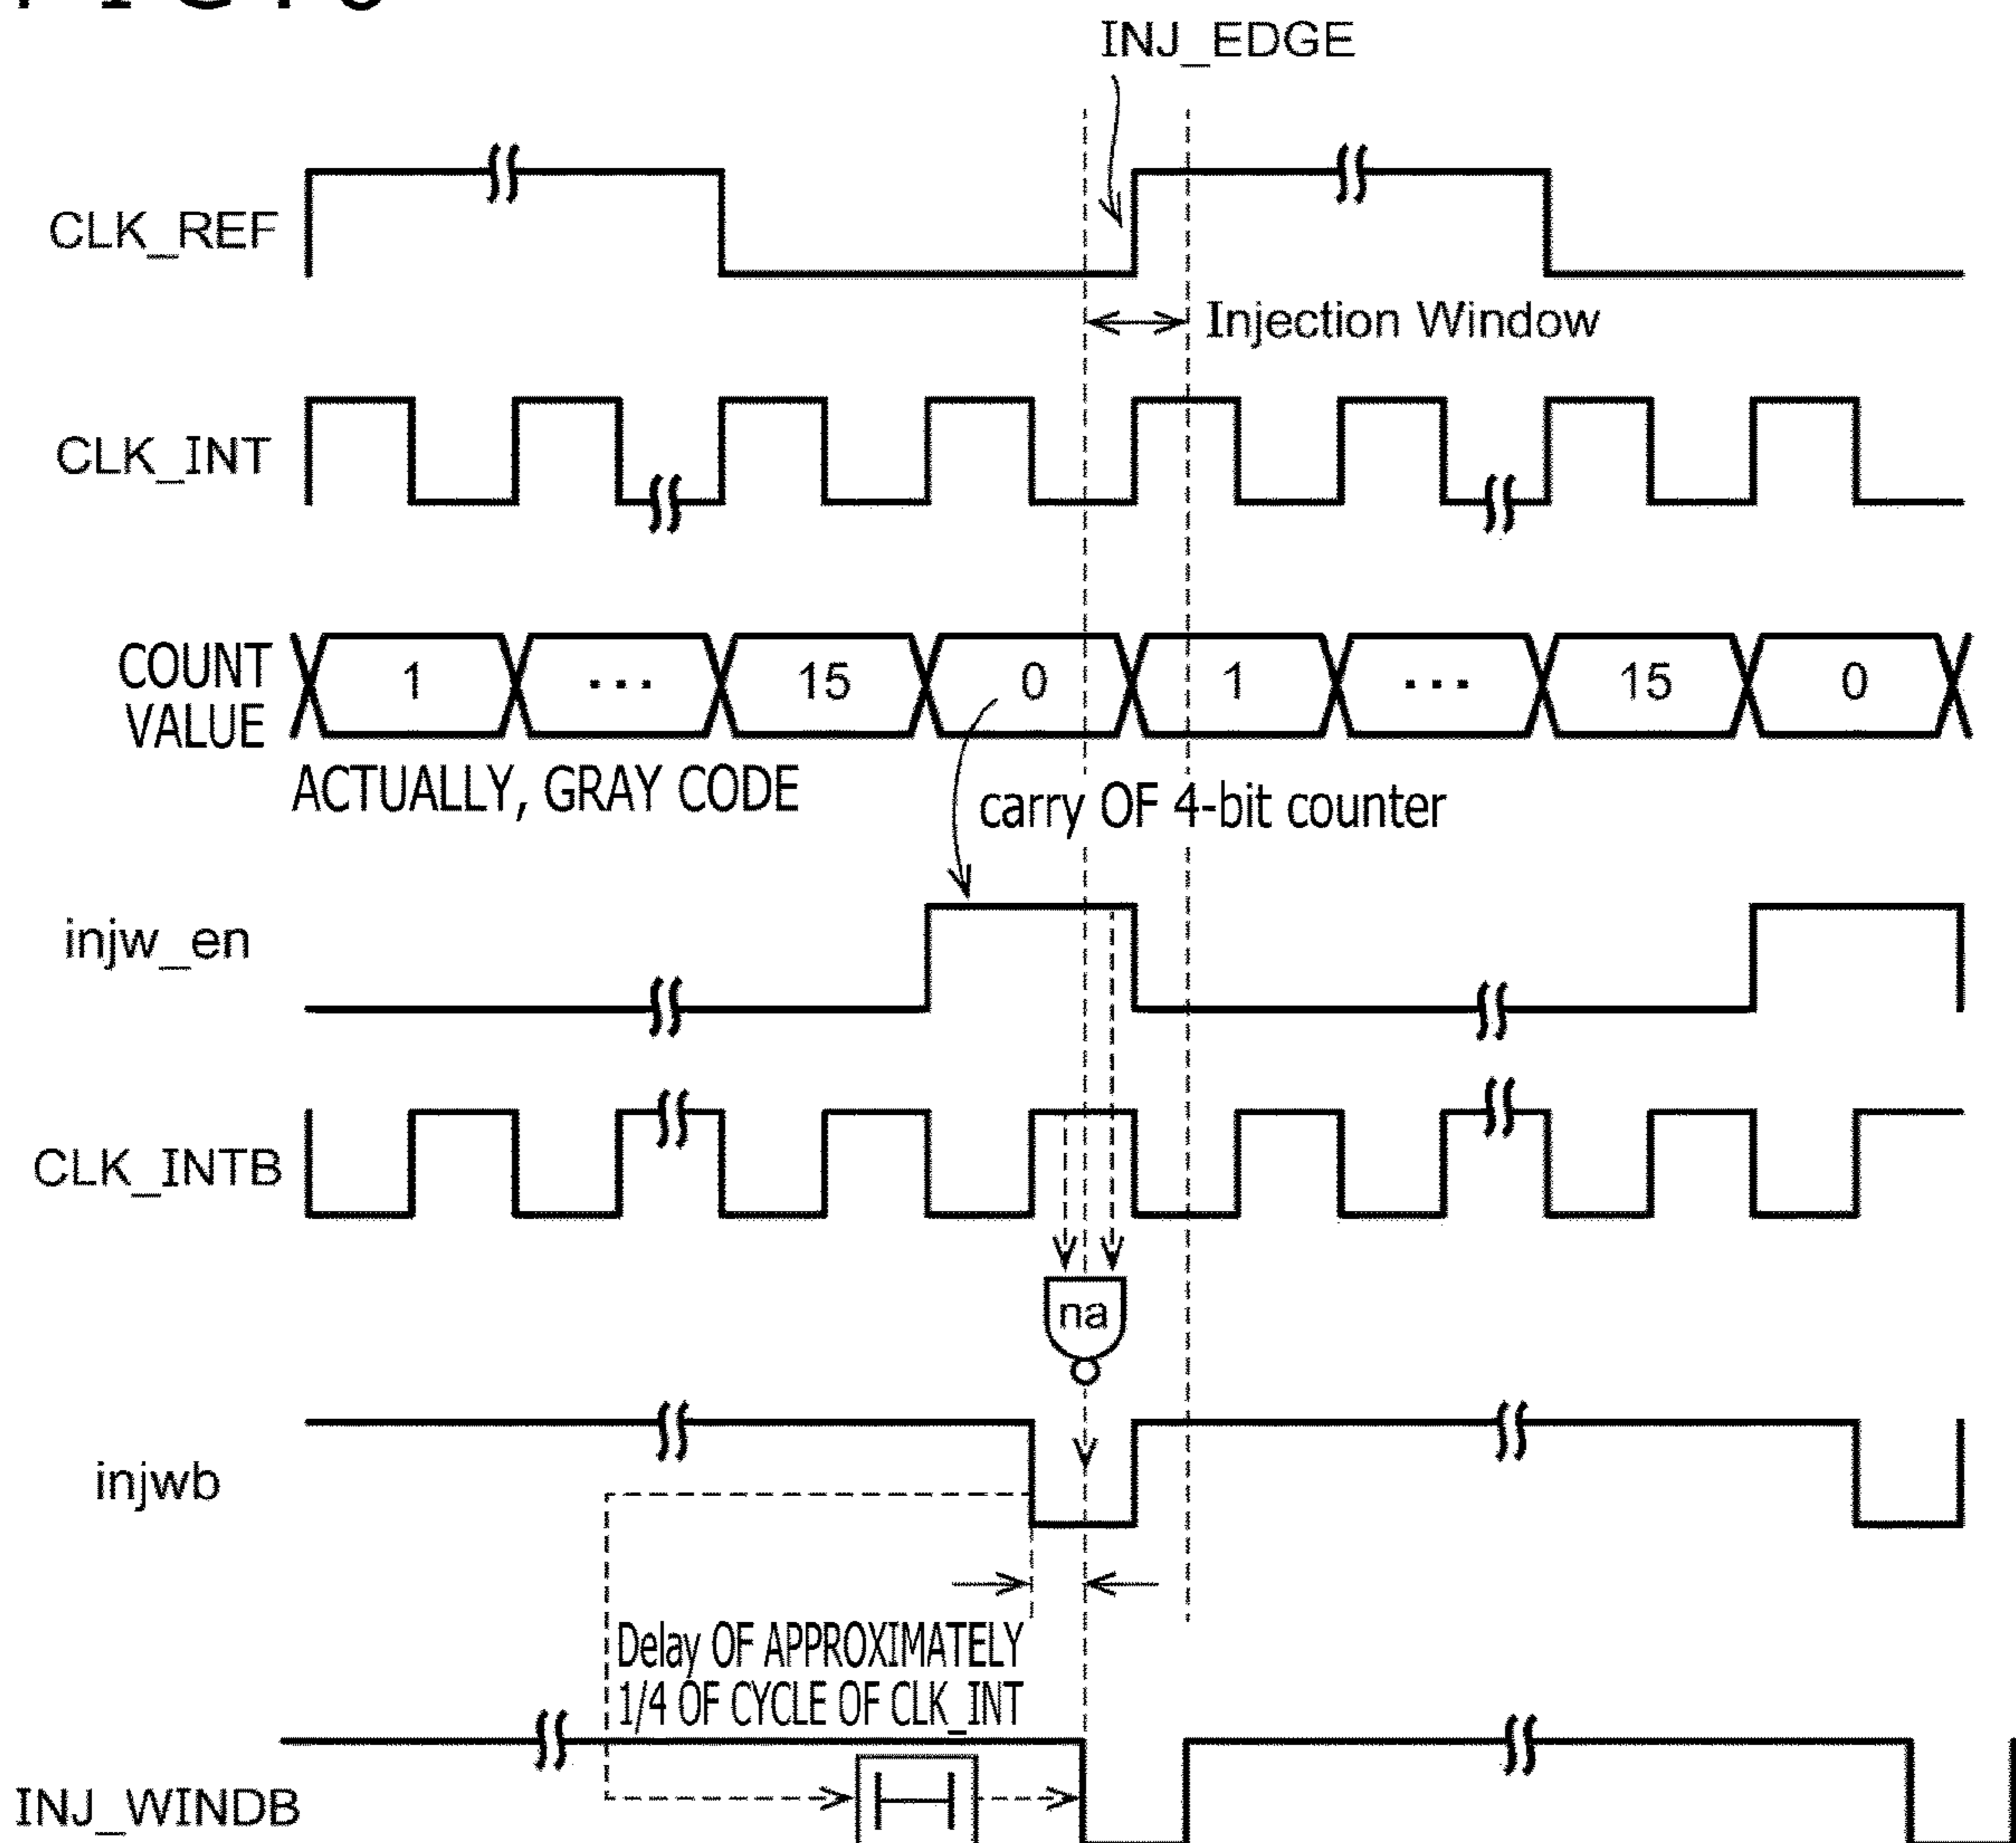 INJ_EDGE
CLK_REF
Injection Window
CLK_INT
COUNT
VALUE
1 ... 15 0 1 ... 15 0
ACTUALLY, GRAY CODE
carry OF 4-bit counter
injw_en
CLK_INTB
na
injwb
Delay OF APPROXIMATELY
1/4 OF CYCLE OF CLK_INT
INJ_WINDB